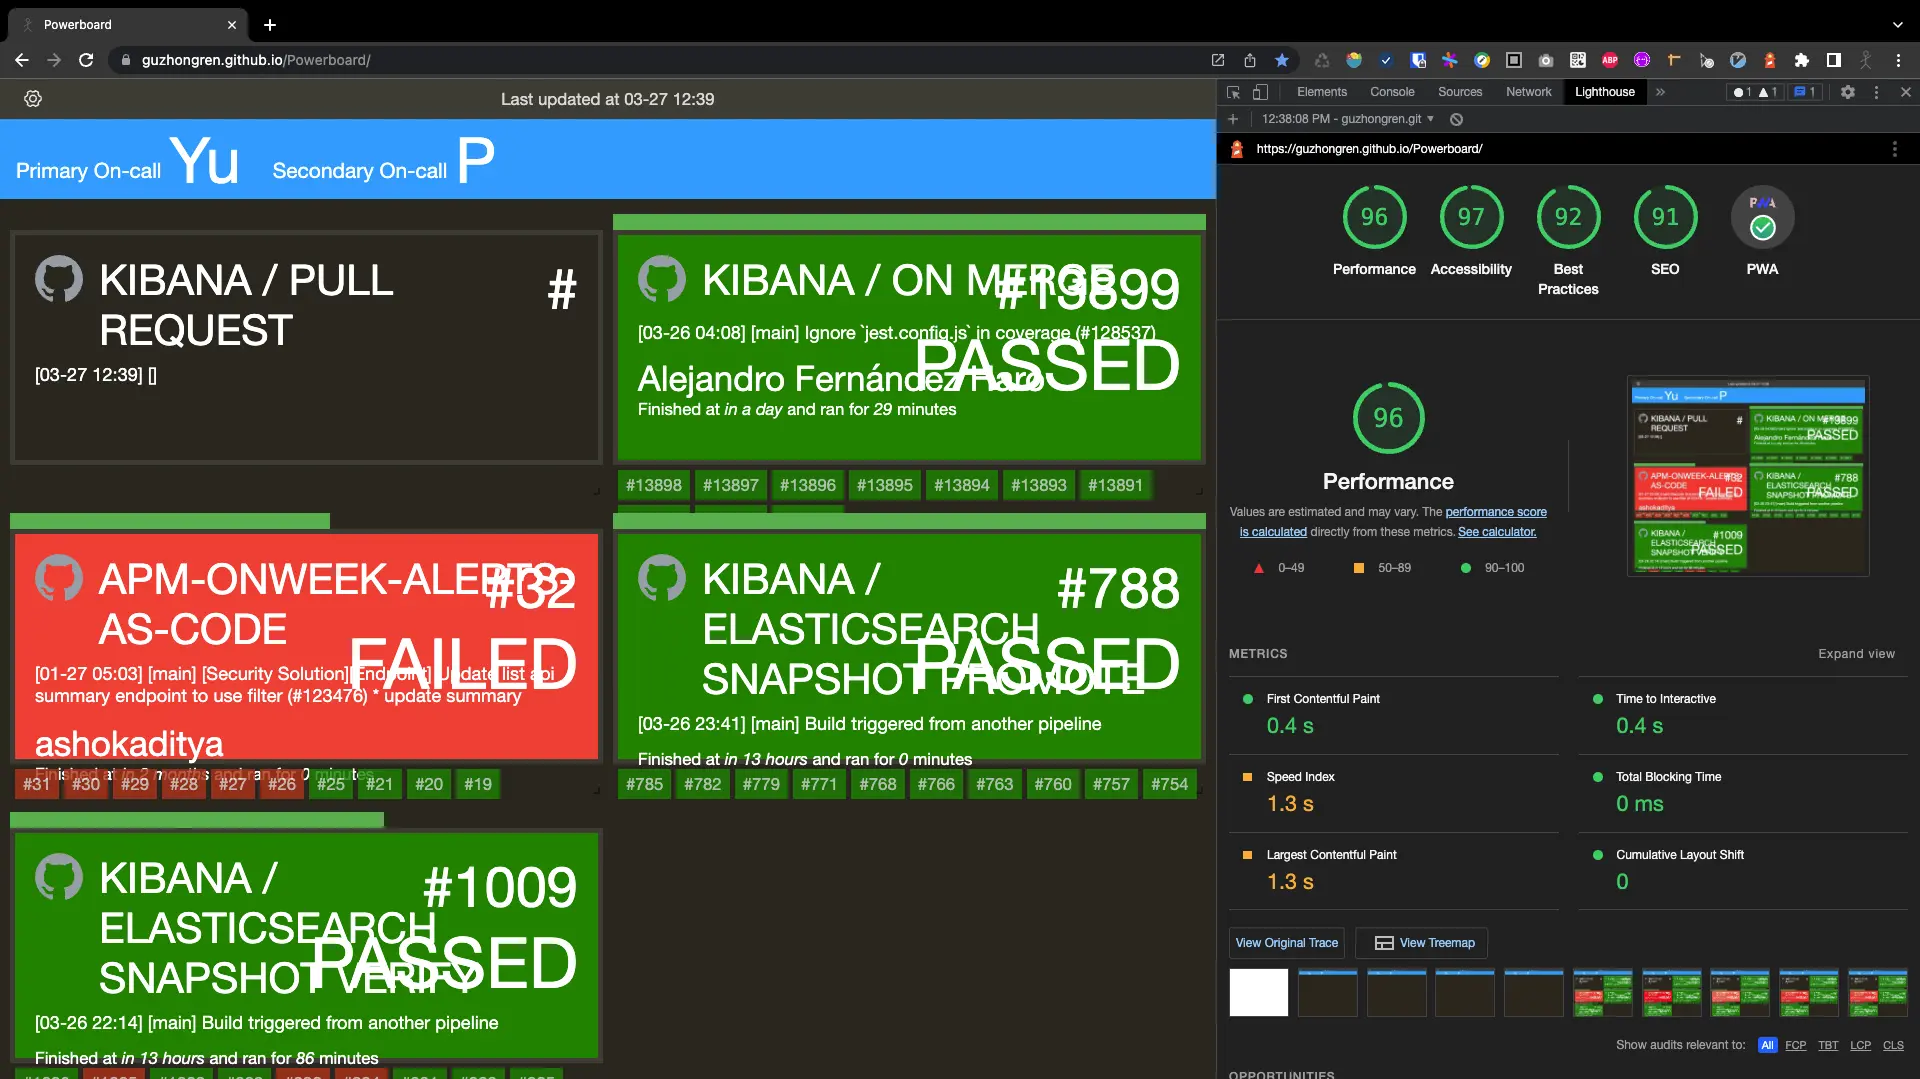 Powerboard
guzhongren.github.io/Powerboard/
ABP
Last updated at 03-27 12:39
Primary On-call Yu Secondary On-call P
KIBANA / PULL REQUEST
#
[03-27 12:39] []
KIBANA / ON MERGE
#13899
[03-26 04:08] [main] Ignore `jest.config.js` in coverage (#128537)
PASSED
Alejandro Fernández Haro
Finished at in a day and ran for 29 minutes
#13898 #13897 #13896 #13895 #13894 #13893 #13891
APM-ONWEEK-ALERTS-
AS-CODE
#32
FAILED
[01-27 05:03] [main] [Security Solution][Endpoint] Update list api
summary endpoint to use filter (#123476) * update summary
ashokaditya
Finished at in 2 months and ran for 0 minutes
#31 #30 #29 #28 #27 #26 #25 #21 #20 #19
KIBANA /
ELASTICSEARCH
SNAPSHOT PROMOTE
#788
PASSED
[03-26 23:41] [main] Build triggered from another pipeline
Finished at in 13 hours and ran for 0 minutes
#785 #782 #779 #771 #768 #766 #763 #760 #757 #754
KIBANA /
ELASTICSEARCH
SNAPSHOT VERIFY
#1009
PASSED
[03-26 22:14] [main] Build triggered from another pipeline
Finished at in 13 hours and ran for 86 minutes
Elements Console Sources Network Lighthouse 1 1 1
12:38:08 PM - guzhongren.git
https://guzhongren.github.io/Powerboard/
96 97 92 91 PWA
Performance Accessibility Best Practices SEO PWA
96
Performance
Values are estimated and may vary. The performance score
is calculated directly from these metrics. See calculator.
0–49 50–89 90–100
METRICS
Expand view
First Contentful Paint
0.4 s
Time to Interactive
0.4 s
Speed Index
1.3 s
Total Blocking Time
0 ms
Largest Contentful Paint
1.3 s
Cumulative Layout Shift
0
View Original Trace View Treemap
Show audits relevant to: All FCP TBT LCP CLS
OPPORTUNITIES